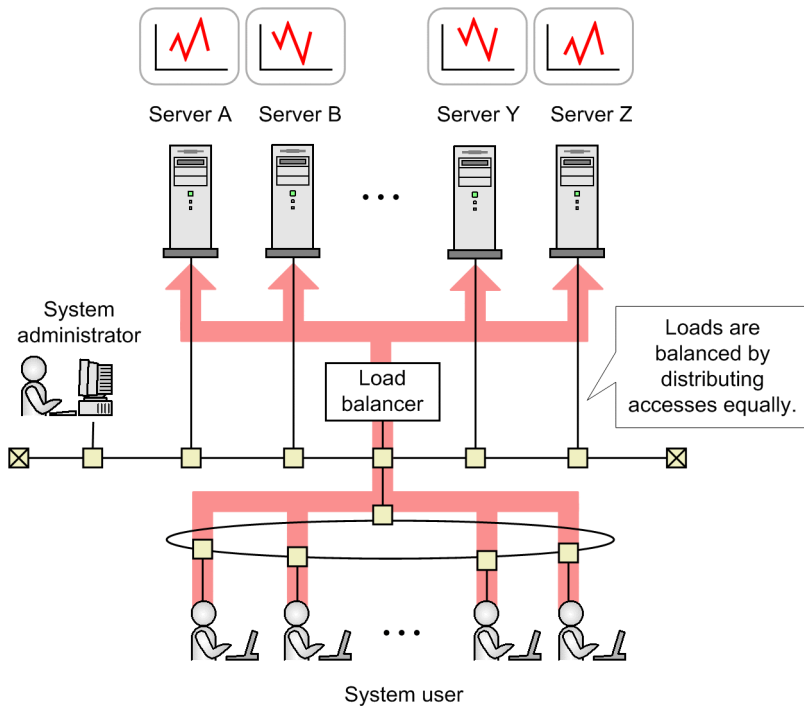 Server A
Server B
Server Y
Server Z
...
System
administrator
Load
balancer
Loads are
balanced by
distributing
accesses equally.
...
System user